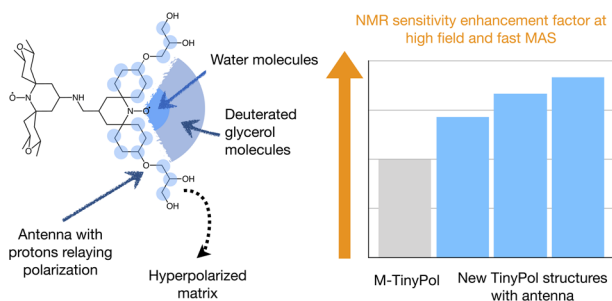 OH
OH
O
Water molecules
O
N
O
NH
N
O
Deuterated
glycerol
molecules
O
O
OH
OH
Antenna with
protons relaying
polarization
Hyperpolarized
matrix
NMR sensitivity enhancement factor at
high field and fast MAS
M-TinyPol
New TinyPol structures
with antenna